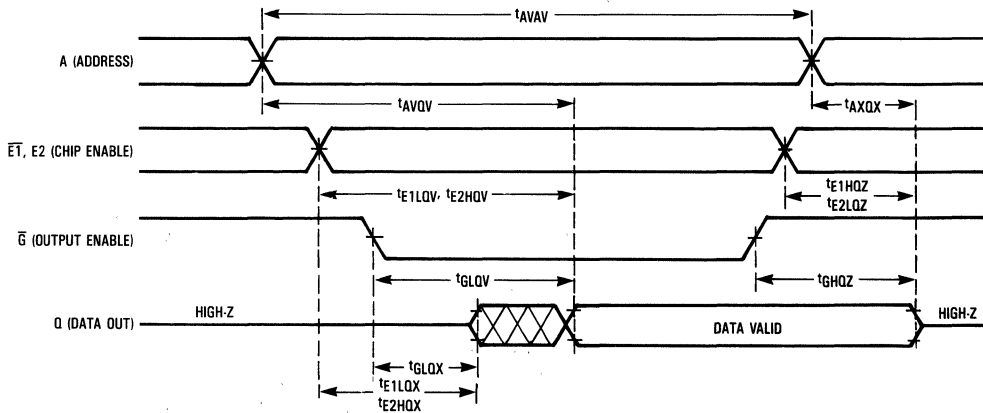 tAVAV
A (ADDRESS)
tAVQV
tAXQX
E1, E2 (CHIP ENABLE)
tE1LQV, tE2HQV
tE1HQZ
tE2LQZ
G (OUTPUT ENABLE)
tGLQV
tGHQZ
Q (DATA OUT)
HIGH-Z
DATA VALID
HIGH-Z
tGLQX
tE1LQX
tE2HQX